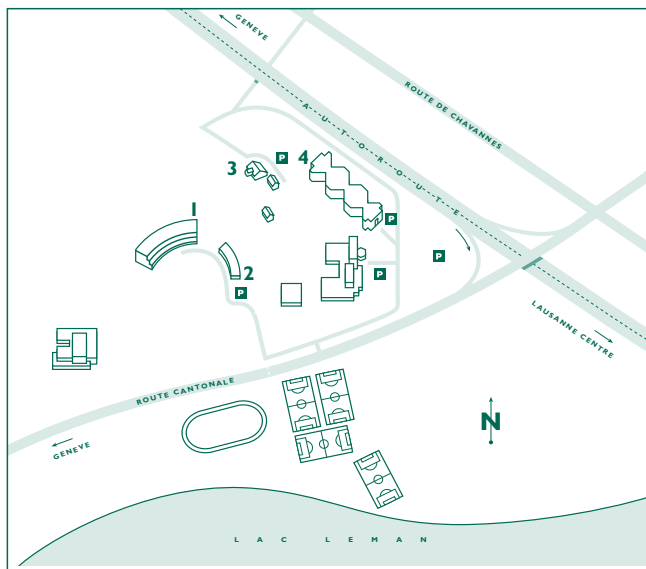 GENEVE
ROUTE DE CHAVANNES
AUTOROUTE
P
4
3
1
P
2
P
P
P
LAUSANNE CENTRE
ROUTE CANTONALE
GENEVE
N
LAC LEMAN